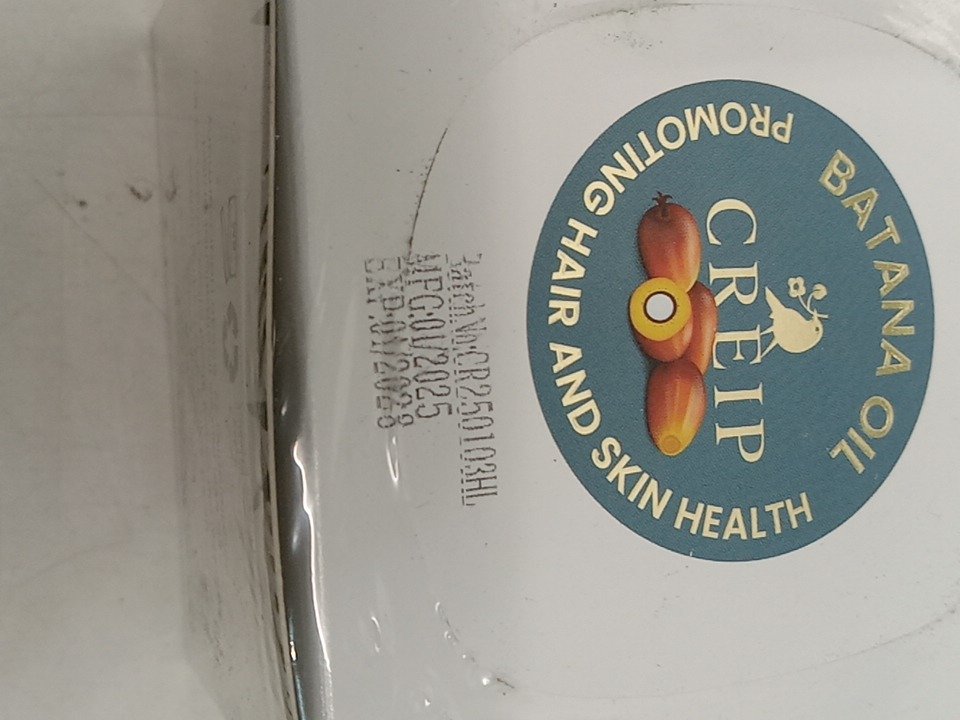 BATANA OIL
CREIP
PROMOTING HAIR AND SKIN HEALTH
Batch No:CR250103HL
MFG:01/2025
EXP:01/2028